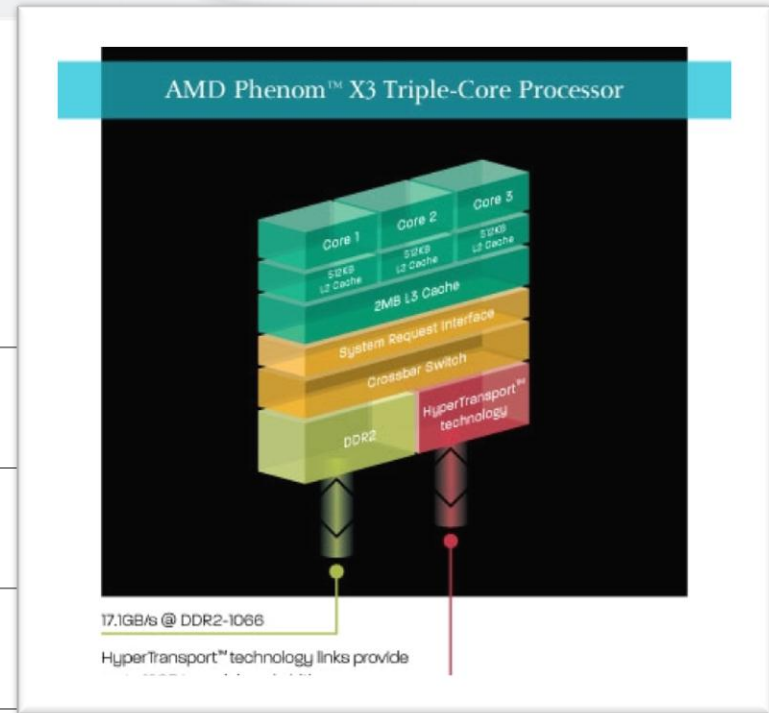 AMD Phenom™ X3 Triple-Core Processor
Core 1
Core 2
Core 3
512KB
L2 Cache
512KB
L2 Cache
512KB
L2 Cache
2MB L3 Cache
System Request Interface
Crossbar Switch
DDR2
HyperTransport™
technology
17.1GB/s @ DDR2-1066
HyperTransport™ technology links provide